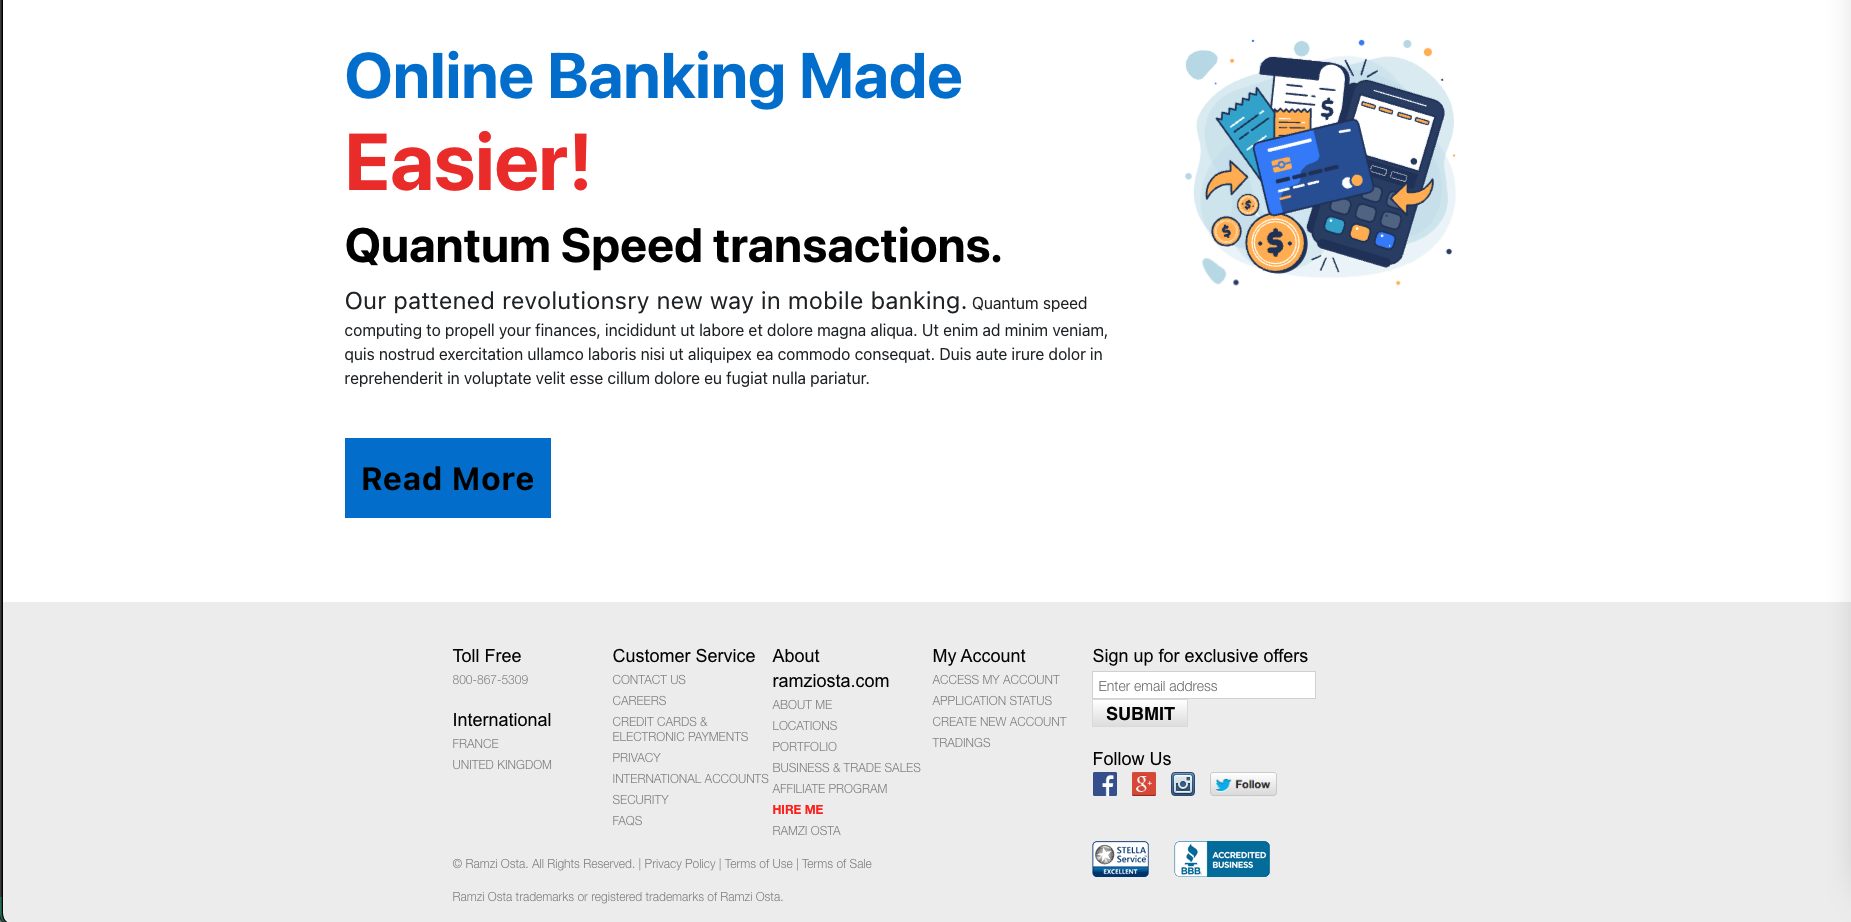 Online Banking Made
Easier!
Quantum Speed transactions.
Our pattened revolutionsry new way in mobile banking. Quantum speed
computing to propell your finances, incididunt ut labore et dolore magna aliqua. Ut enim ad minim veniam,
quis nostrud exercitation ullamco laboris nisi ut aliquipex ea commodo consequat. Duis aute irure dolor in
reprehenderit in voluptate velit esse cillum dolore eu fugiat nulla pariatur.
Read More
$
$
$
$
Toll Free
800-867-5309
International
FRANCE
UNITED KINGDOM
Customer Service
CONTACT US
CAREERS
CREDIT CARDS &
ELECTRONIC PAYMENTS
PRIVACY
INTERNATIONAL ACCOUNTS
SECURITY
FAQS
About
ramziosta.com
ABOUT ME
LOCATIONS
PORTFOLIO
BUSINESS & TRADE SALES
AFFILIATE PROGRAM
HIRE ME
RAMZI OSTA
My Account
ACCESS MY ACCOUNT
APPLICATION STATUS
CREATE NEW ACCOUNT
TRADINGS
Sign up for exclusive offers
Enter email address
SUBMIT
Follow Us
f
g+
Follow
STELLA
Service
EXCELLENT
BBB
ACCREDITED
BUSINESS
© Ramzi Osta. All Rights Reserved. | Privacy Policy | Terms of Use | Terms of Sale
Ramzi Osta trademarks or registered trademarks of Ramzi Osta.